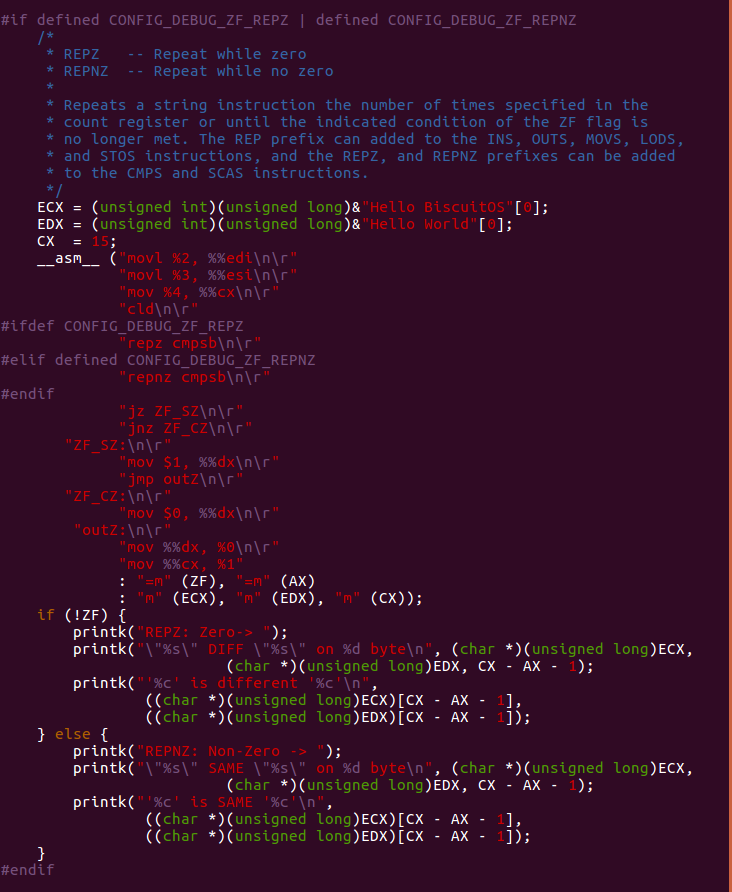 #if defined CONFIG_DEBUG_ZF_REPZ | defined CONFIG_DEBUG_ZF_REPNZ
    /*
     * REPZ   -- Repeat while zero
     * REPNZ  -- Repeat while no zero
     *
     * Repeats a string instruction the number of times specified in the
     * count register or until the indicated condition of the ZF flag is
     * no longer met. The REP prefix can added to the INS, OUTS, MOVS, LODS,
     * and STOS instructions, and the REPZ, and REPNZ prefixes can be added
     * to the CMPS and SCAS instructions.
     */
    ECX = (unsigned int)(unsigned long)&"Hello BiscuitOS"[0];
    EDX = (unsigned int)(unsigned long)&"Hello World"[0];
    CX  = 15;
    __asm__ ("movl %2, %%edi\n\r"
             "movl %3, %%esi\n\r"
             "mov %4, %%cx\n\r"
             "cld\n\r"
#ifdef CONFIG_DEBUG_ZF_REPZ
             "repz cmpsb\n\r"
#elif defined CONFIG_DEBUG_ZF_REPNZ
             "repnz cmpsb\n\r"
#endif
             "jz ZF_SZ\n\r"
             "jnz ZF_CZ\n\r"
       "ZF_SZ:\n\r"
             "mov $1, %%dx\n\r"
             "jmp outZ\n\r"
       "ZF_CZ:\n\r"
             "mov $0, %%dx\n\r"
        "outZ:\n\r"
             "mov %%dx, %0\n\r"
             "mov %%cx, %1"
             : "=m" (ZF), "=m" (AX)
             : "m" (ECX), "m" (EDX), "m" (CX));
    if (!ZF) {
        printk("REPZ: Zero-> ");
        printk("\"%s\" DIFF \"%s\" on %d byte\n", (char *)(unsigned long)ECX,
                         (char *)(unsigned long)EDX, CX - AX - 1);
        printk("'%c' is different '%c'\n",
                ((char *)(unsigned long)ECX)[CX - AX - 1],
                ((char *)(unsigned long)EDX)[CX - AX - 1]);
    } else {
        printk("REPNZ: Non-Zero -> ");
        printk("\"%s\" SAME \"%s\" on %d byte\n", (char *)(unsigned long)ECX,
                         (char *)(unsigned long)EDX, CX - AX - 1);
        printk("'%c' is SAME '%c'\n",
                ((char *)(unsigned long)ECX)[CX - AX - 1],
                ((char *)(unsigned long)EDX)[CX - AX - 1]);
    }
#endif